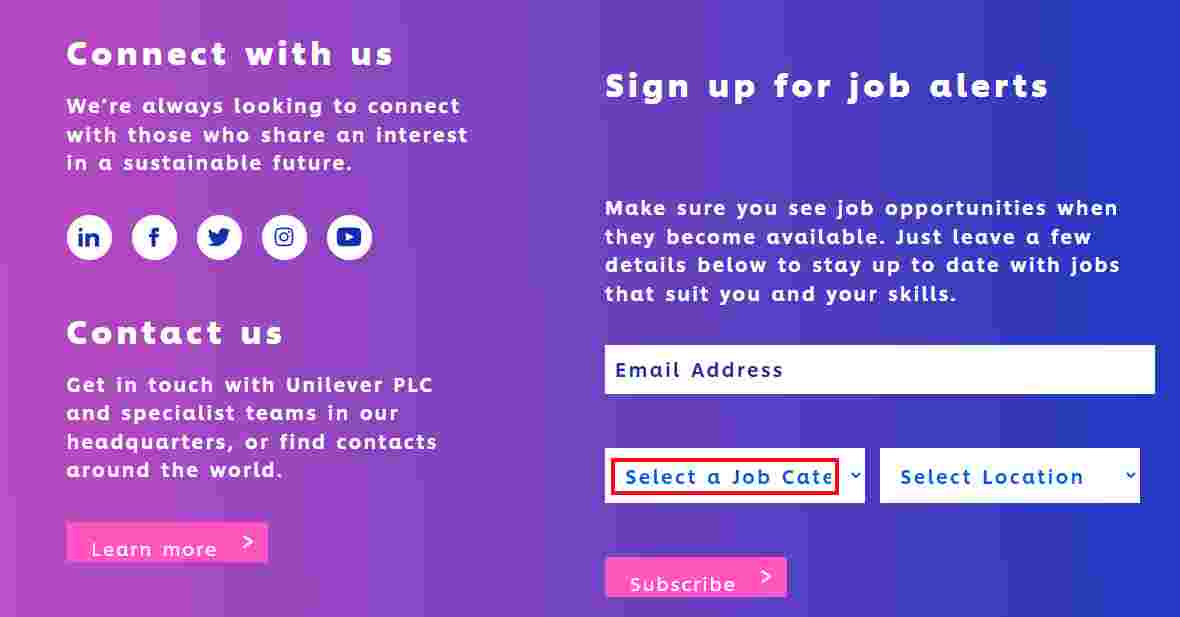 Connect with us
We're always looking to connect
with those who share an interest
in a sustainable future.
Contact us
Get in touch with Unilever PLC
and specialist teams in our
headquarters, or find contacts
around the world.
Learn more >
Sign up for job alerts
Make sure you see job opportunities when
they become available. Just leave a few
details below to stay up to date with jobs
that suit you and your skills.
Email Address
Select a Job Cate
Select Location
Subscribe >